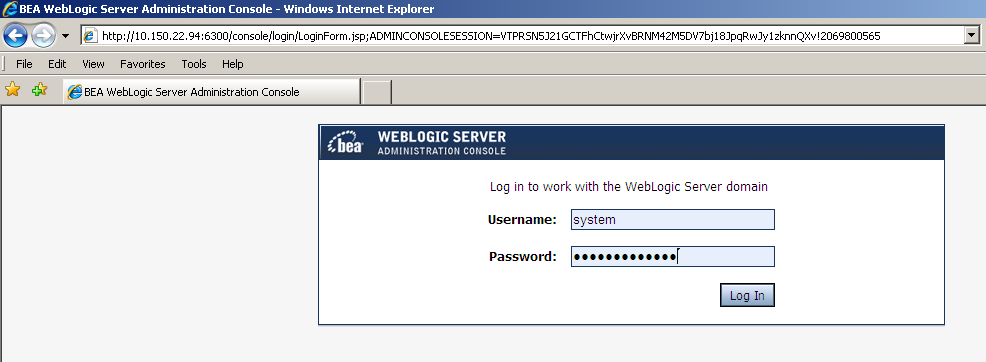 BEA WebLogic Server Administration Console - Windows Internet Explorer
http://10.150.22.94:6300/console/login/LoginForm.jsp;ADMINCONSOLESESSION=VTPRSN5J21GCTFhCtwjrXvBRNM42M5DV7bj18JpqRwJy1zknnQXv!2069800565
File Edit View Favorites Tools Help
BEA WebLogic Server Administration Console
bea WEBLOGIC SERVER
ADMINISTRATION CONSOLE
Log in to work with the WebLogic Server domain
Username: system
Password: •••••••••••••
Log In